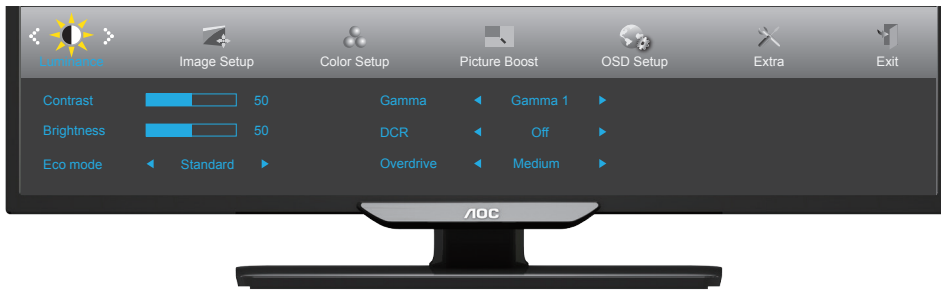 Luminance
Image Setup
Color Setup
Picture Boost
OSD Setup
Extra
Exit
Contrast 50
Gamma Gamma 1
Brightness 50
DCR Off
Eco mode Standard
Overdrive Medium
AOC